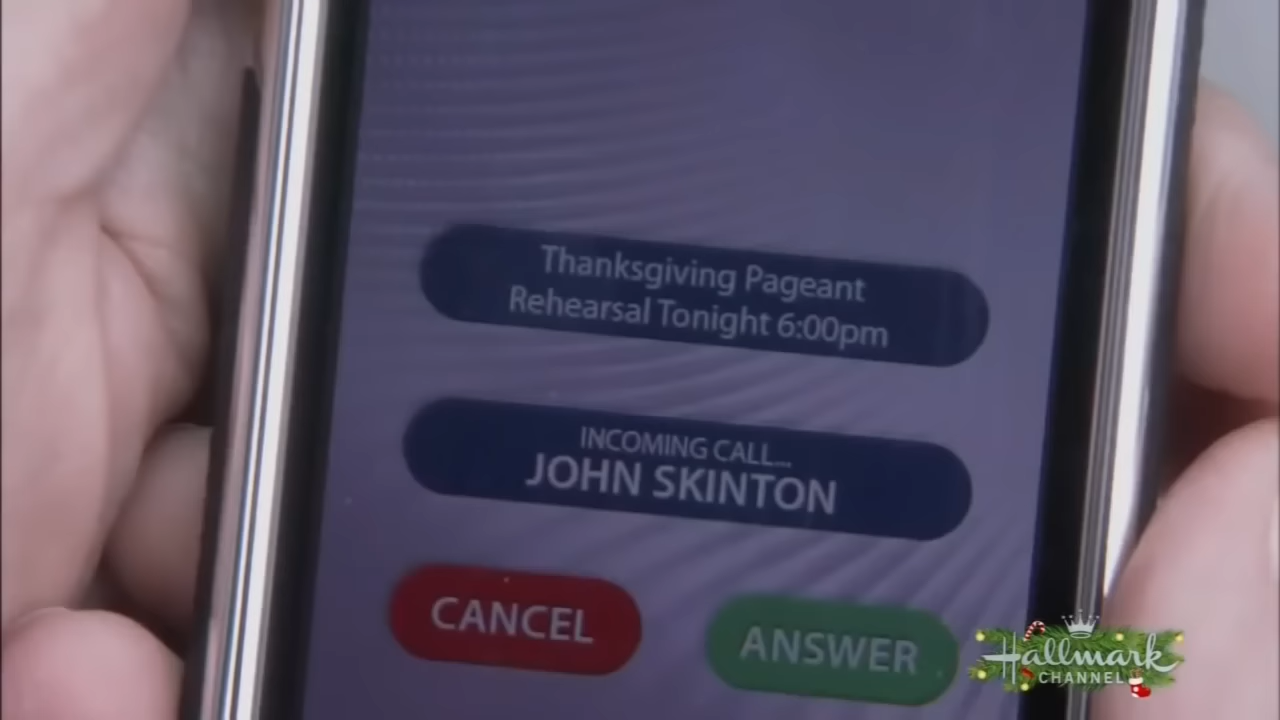 Thanksgiving Pageant
Rehearsal Tonight 6:00pm
INCOMING CALL...
JOHN SKINTON
CANCEL
ANSWER
Hallmark
CHANNEL